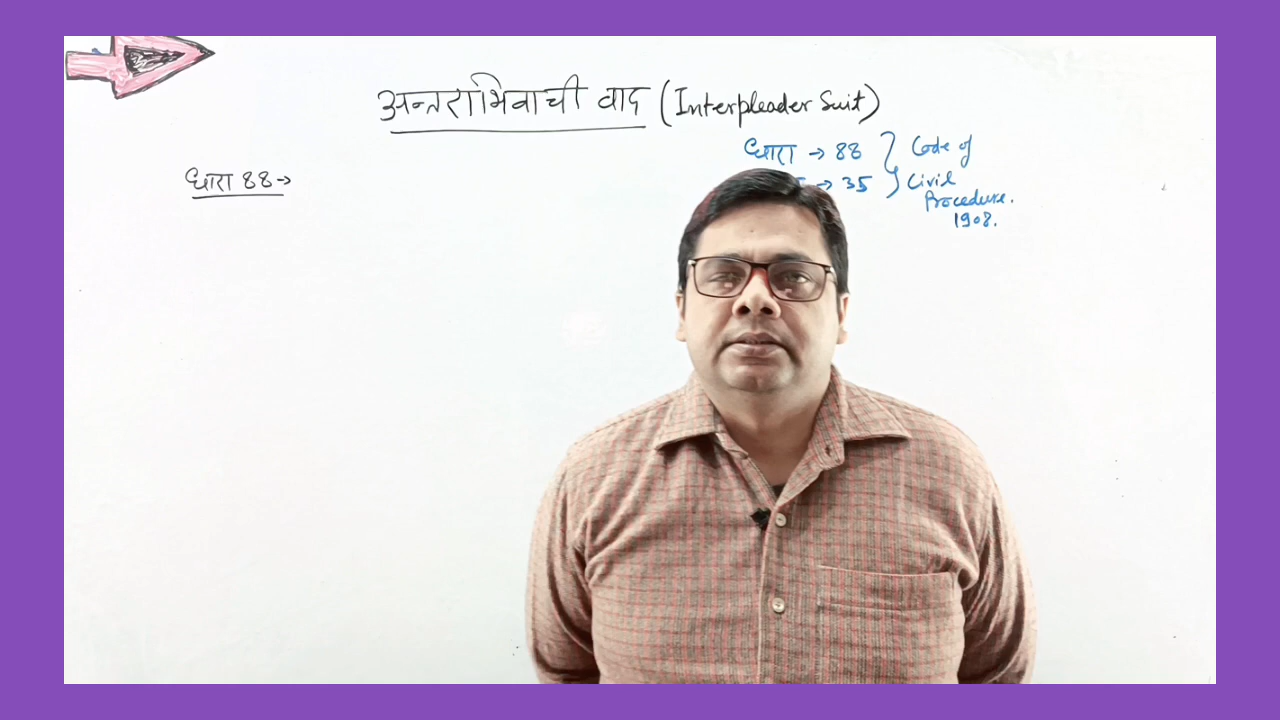 अन्तराभिवाची वाद (Interpleader Suit)
धारा → 88 } Code of
→ 35 } Civil
Procedure.
1908.
धारा 88 →